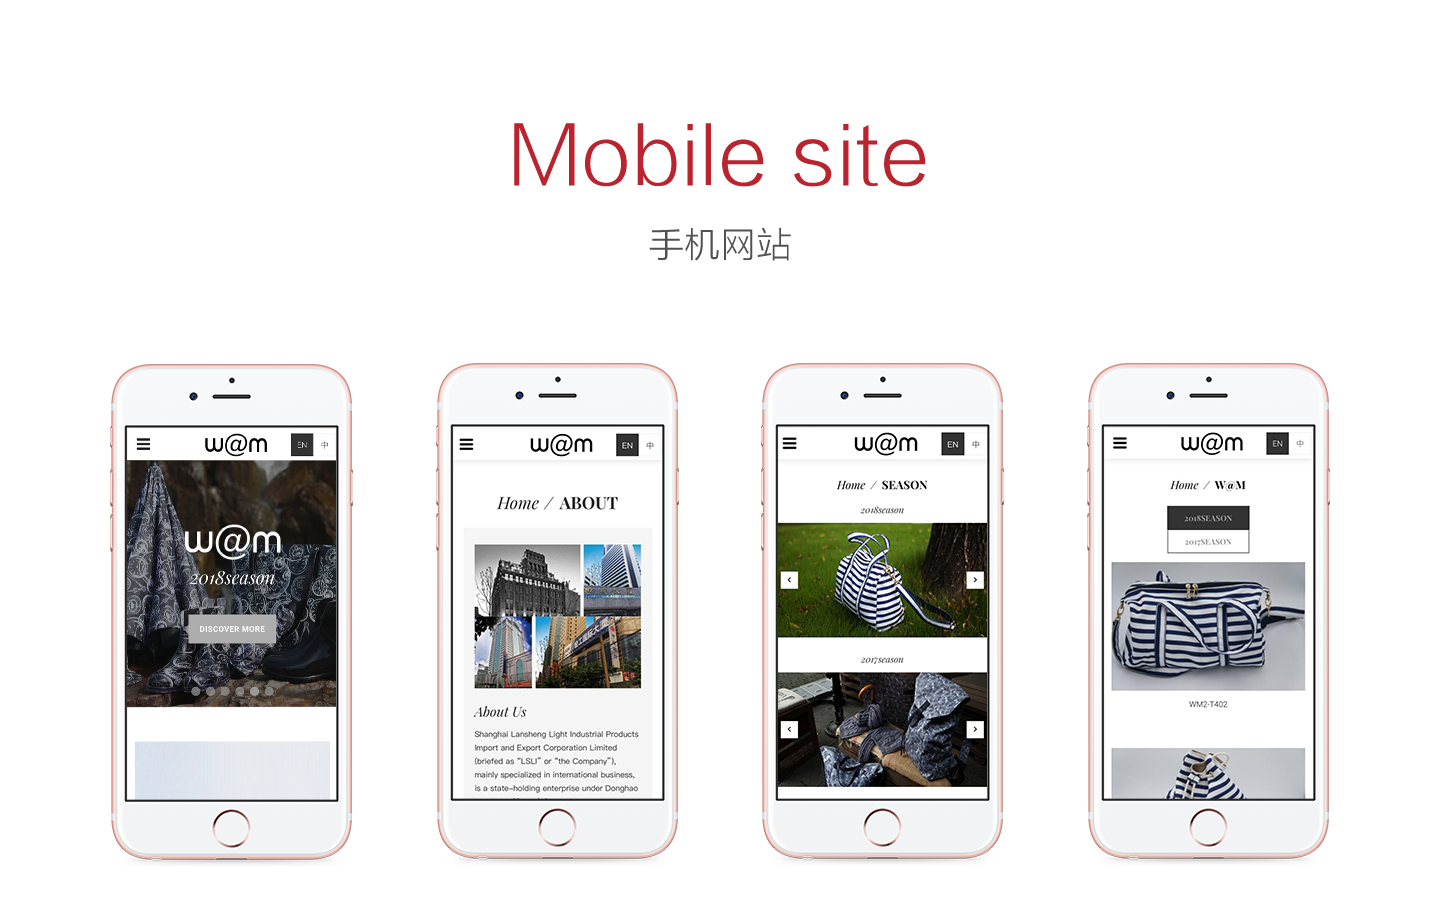 Mobile site
手机网站
w@m
EN 中
w@m
2018season
DISCOVER MORE
w@m
EN 中
Home / ABOUT
About Us
Shanghai Lansheng Light Industrial Products
Import and Export Corporation Limited
(briefed as “LSLI” or “the Company”),
mainly specialized in international business,
is a state-holding enterprise under Donghao
w@m
EN 中
Home / SEASON
2018season
2017season
w@m
EN 中
Home / W@M
2018SEASON
2017SEASON
WM2-T402